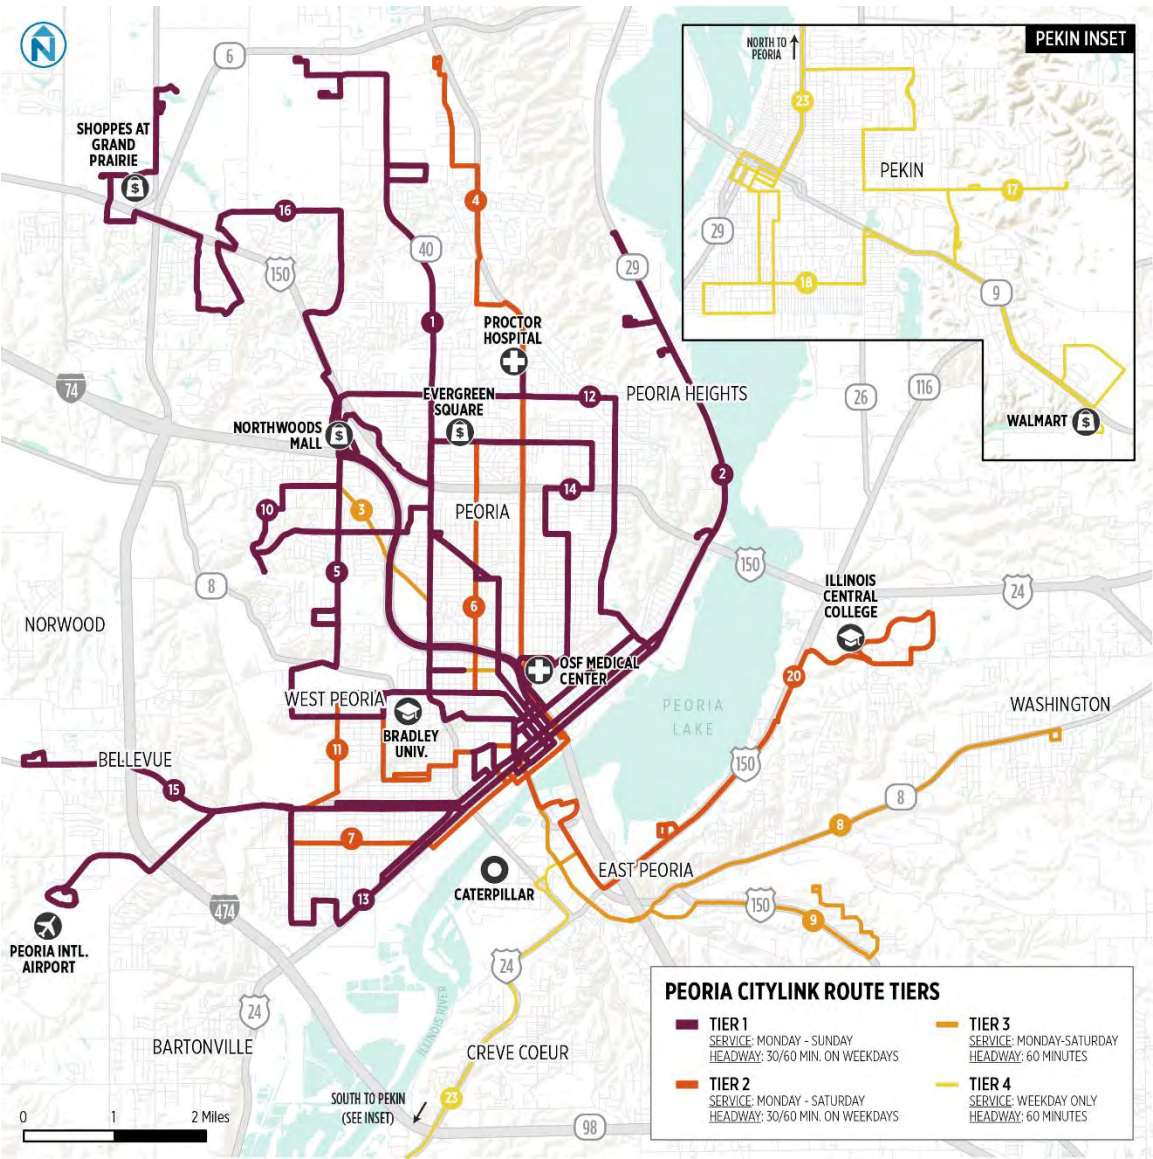 N
6
NORTH TO
PEORIA
PEKIN INSET
23
PEKIN
17
29
18
9
WALMART
SHOPPES AT
GRAND
PRAIRIE
$
16
4
40
150
29
1
PROCTOR
HOSPITAL
74
EVERGREEN
SQUARE
$
12
PEORIA HEIGHTS
26
116
NORTHWOODS
MALL
$
2
14
10
3
PEORIA
5
150
8
6
ILLINOIS
CENTRAL
COLLEGE
24
NORWOOD
OSF MEDICAL
CENTER
20
WEST PEORIA
PEORIA
LAKE
WASHINGTON
BRADLEY
UNIV.
11
BELLEVUE
150
15
8
7
8
EAST PEORIA
CATERPILLAR
13
474
150
9
PEORIA INTL.
AIRPORT
24
24
ILLINOIS RIVER
BARTONVILLE
CREVE COEUR
SOUTH TO PEKIN
(SEE INSET)
23
98
0 1 2 Miles
PEORIA CITYLINK ROUTE TIERS
TIER 1
SERVICE: MONDAY - SUNDAY
HEADWAY: 30/60 MIN. ON WEEKDAYS
TIER 2
SERVICE: MONDAY - SATURDAY
HEADWAY: 30/60 MIN. ON WEEKDAYS
TIER 3
SERVICE: MONDAY-SATURDAY
HEADWAY: 60 MINUTES
TIER 4
SERVICE: WEEKDAY ONLY
HEADWAY: 60 MINUTES